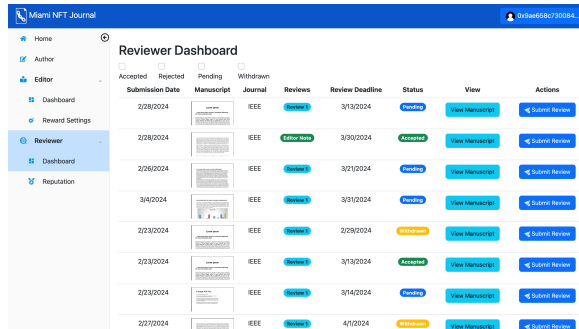 Miami NFT Journal
0x9ae658c730084...
Home
Author
Editor
Dashboard
Reward Settings
Reviewer
Dashboard
Reputation
Reviewer Dashboard
Accepted Rejected Pending Withdrawn
Submission Date Manuscript Journal Reviews Review Deadline Status View Actions
2/28/2024 IEEE Review 1 3/13/2024 Pending View Manuscript Submit Review
2/28/2024 IEEE Editor Note 3/30/2024 Accepted View Manuscript Submit Review
2/26/2024 IEEE Review 1 3/21/2024 Pending View Manuscript Submit Review
3/4/2024 IEEE Review 1 3/31/2024 Pending View Manuscript Submit Review
2/23/2024 IEEE Review 1 2/29/2024 Withdrawn View Manuscript Submit Review
2/23/2024 IEEE Review 1 3/13/2024 Accepted View Manuscript Submit Review
2/23/2024 IEEE Review 1 3/14/2024 Pending View Manuscript Submit Review
2/27/2024 IEEE Review 1 4/1/2024 Withdrawn View Manuscript Submit Review